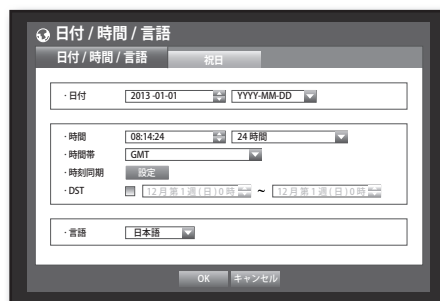 日付 / 時間 / 言語
日付 / 時間 / 言語 祝日
· 日付 2013 -01-01 YYYY-MM-DD
· 時間 08:14:24 24 時間
· 時間帯 GMT
· 時刻同期 設定
· DST 12月第1週(日)0時 ~ 12月第1週(日)0時
· 言語 日本語
OK キャンセル